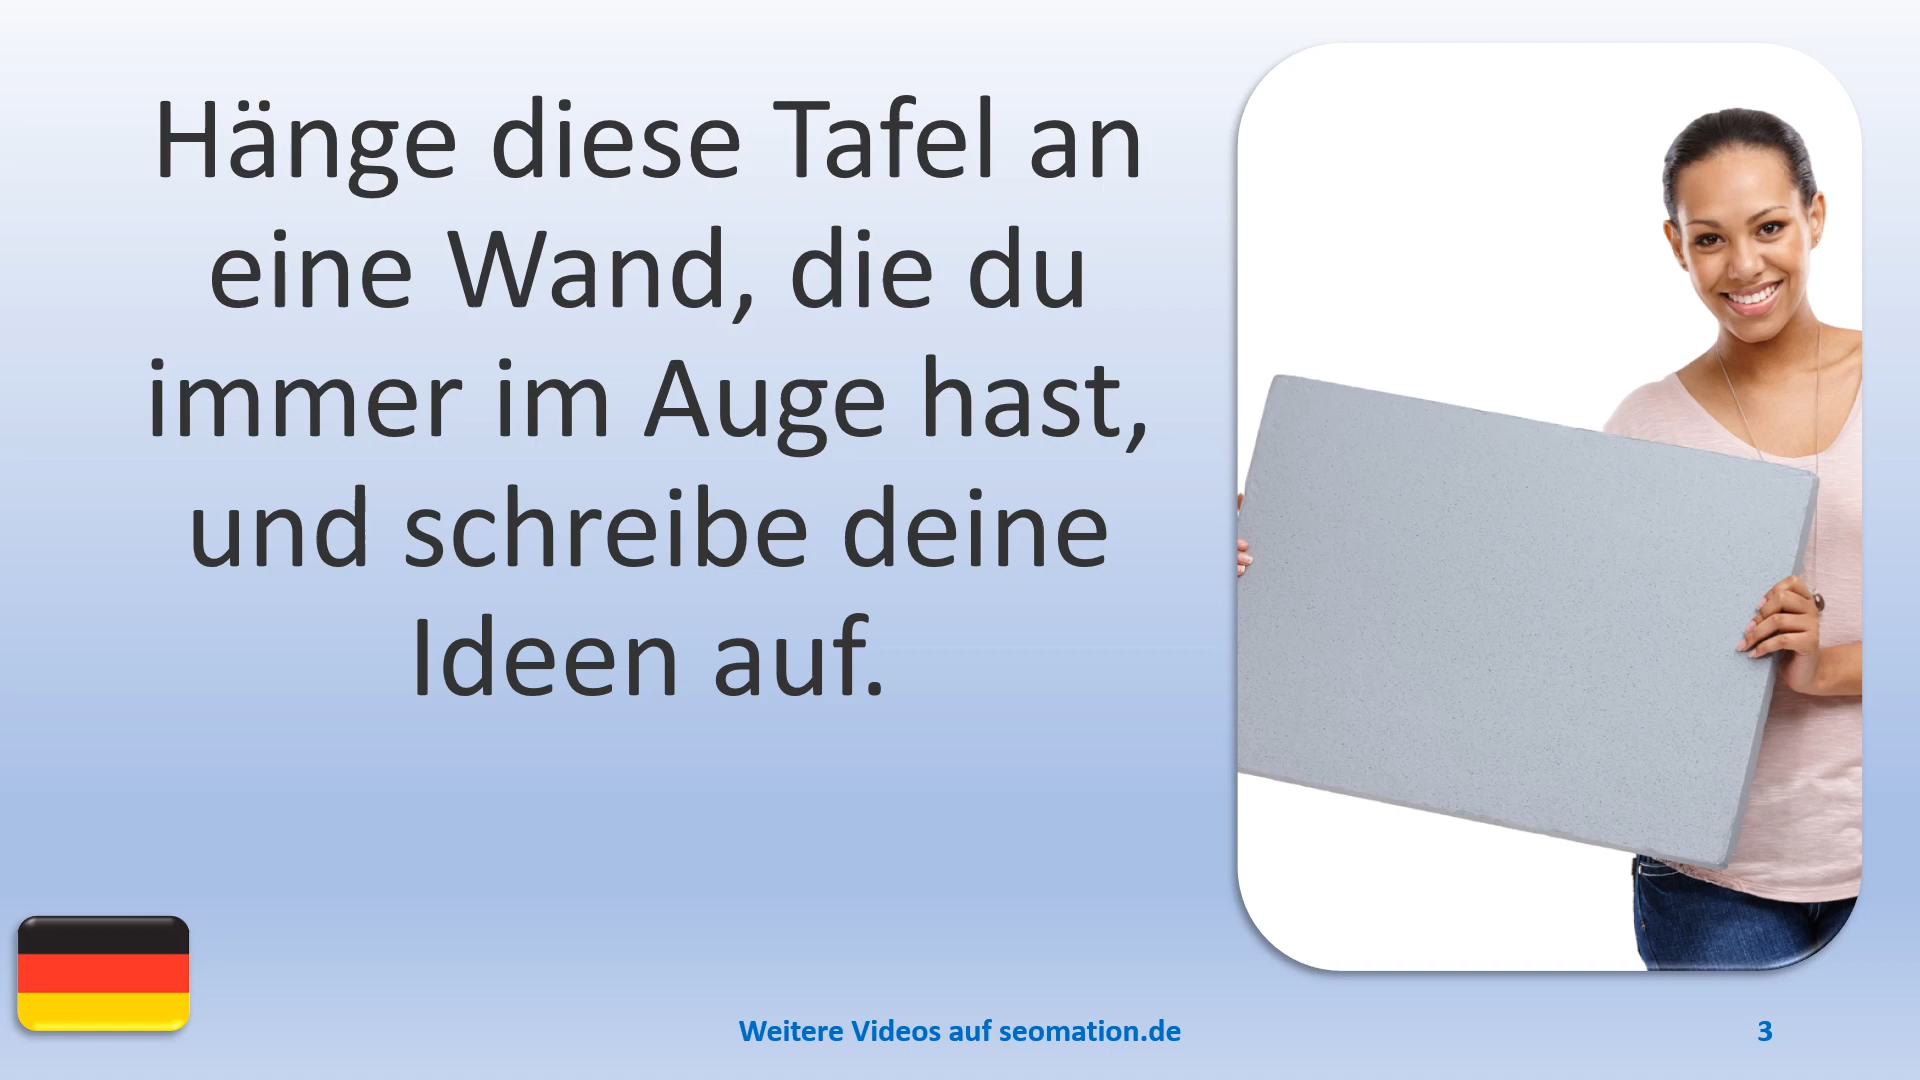 Hänge diese Tafel an
eine Wand, die du
immer im Auge hast,
und schreibe deine
Ideen auf.
Weitere Videos auf seomation.de
3